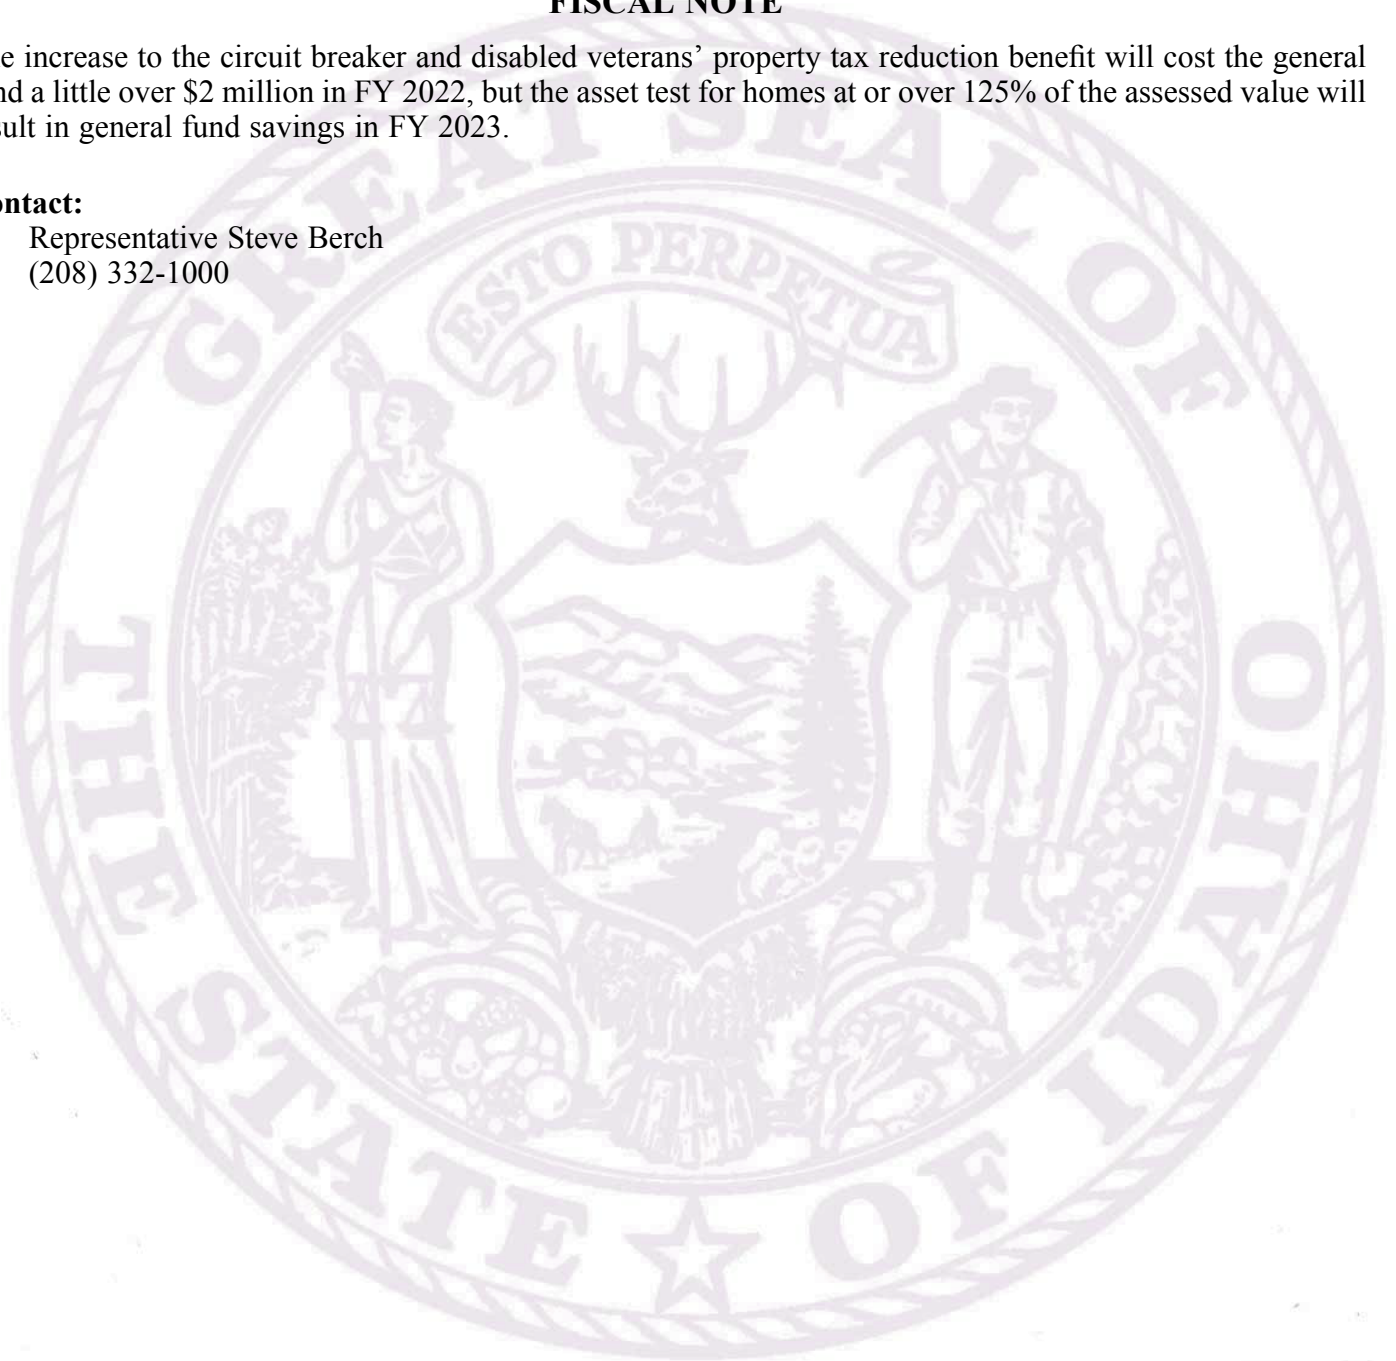 FISCAL NOTE
e increase to the circuit breaker and disabled veterans’ property tax reduction benefit will cost the general
nd a little over $2 million in FY 2022, but the asset test for homes at or over 125% of the assessed value will
sult in general fund savings in FY 2023.
ontact:
Representative Steve Berch
(208) 332-1000
GREAT SEAL OF
ESTO PERPETUA
THE STATE OF IDAHO